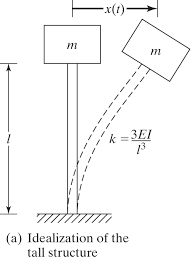 x(t)
m
m
l
k = 3EI/l³
(a) Idealization of the
tall structure